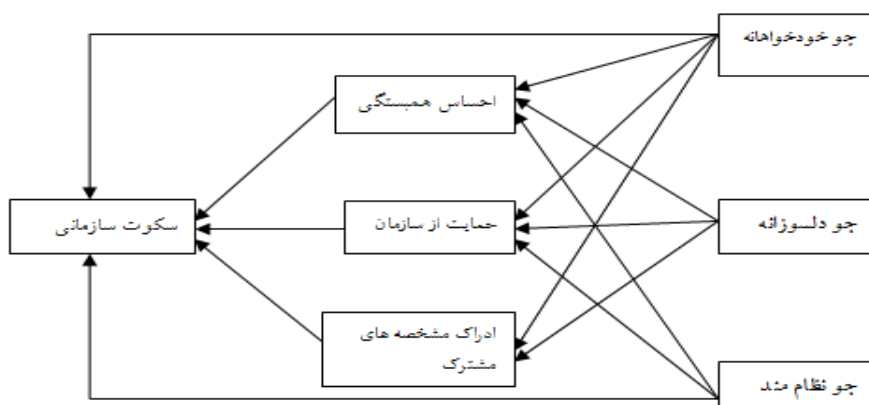 جو خودخواهانه
احساس همبستگی
جو دلسوزانه
حمایت از سازمان
سکوت سازمانی
ادراک مشخصه های
مشترک
جو نظام مند